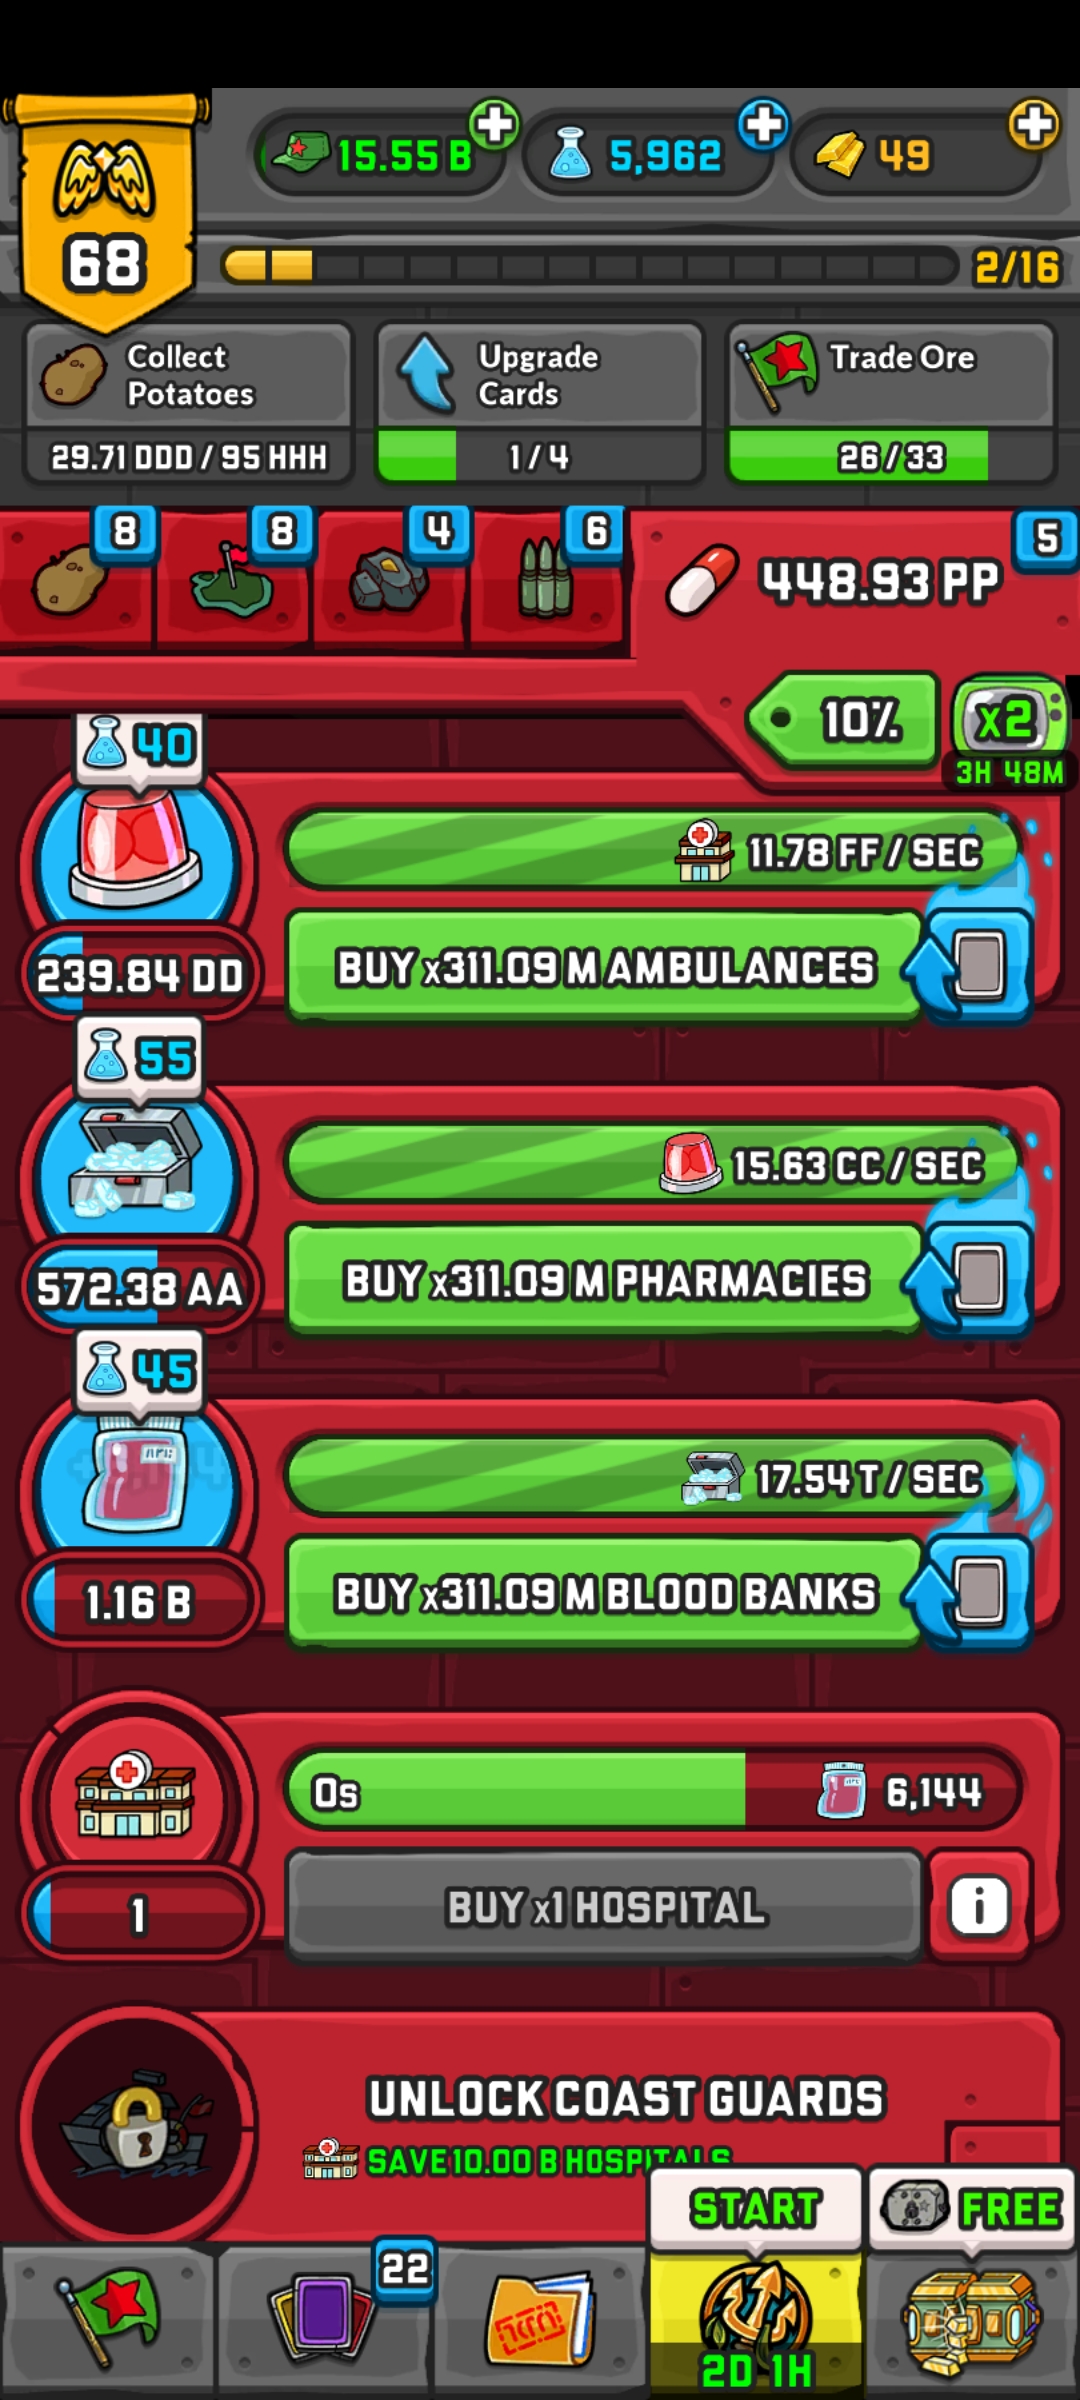 15.55 B
5,962
49
68
2/16
Collect
Potatoes
29.71 DDD / 95 HHH
Upgrade
Cards
1 / 4
Trade Ore
26 / 33
8
8
4
6
448.93 PP
5
10%
x2
3H 48M
40
11.78 FF / SEC
239.84 DD
BUY x311.09 M AMBULANCES
55
15.63 CC / SEC
572.38 AA
BUY x311.09 M PHARMACIES
45
17.54 T / SEC
1.16 B
BUY x311.09 M BLOOD BANKS
0s
6,144
1
BUY x1 HOSPITAL
i
UNLOCK COAST GUARDS
SAVE 10.00 B HOSPITALS
START
FREE
22
2D 1H